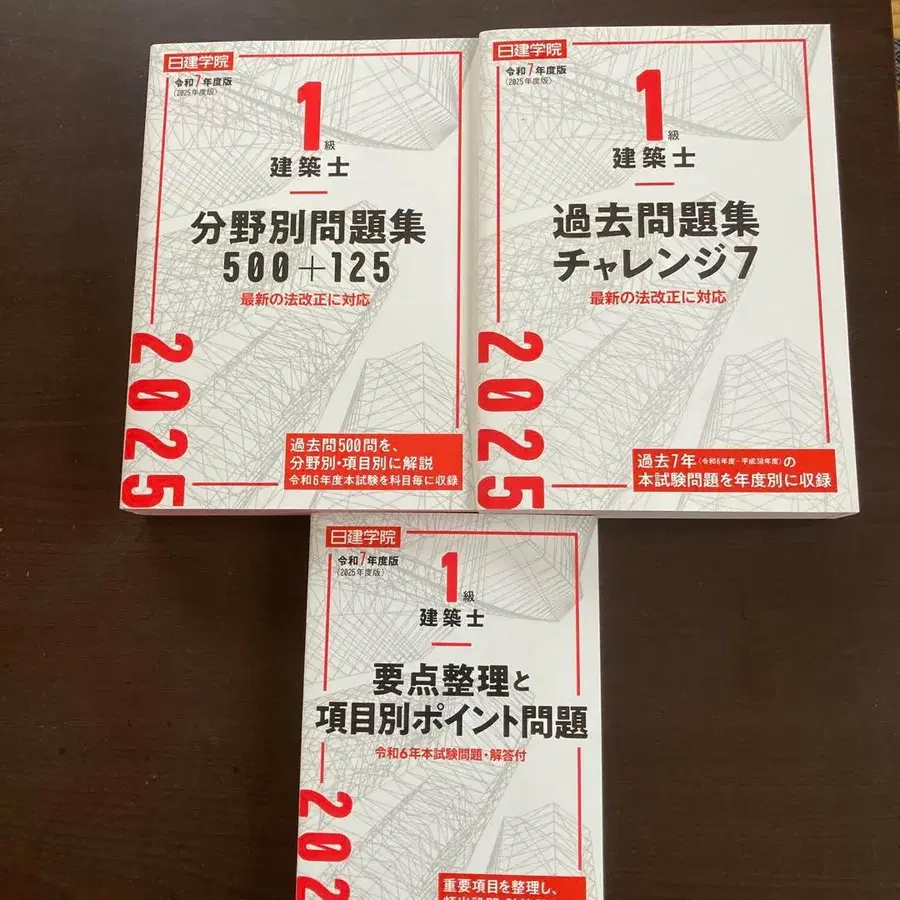 日建学院
令和7年度版
(2025年度版)
1級
建築士
分野別問題集
500+125
最新の法改正に対応
2025
過去問500問を、
分野別・項目別に解説
令和6年度本試験を科目毎に収録
日建学院
令和7年度版
(2025年度版)
1級
建築士
過去問題集
チャレンジ7
最新の法改正に対応
2025
過去7年(令和6年度-平成30年度)の
本試験問題を年度別に収録
日建学院
令和7年度版
(2025年度版)
1級
建築士
要点整理と
項目別ポイント問題
令和6年本試験問題・解答付
202
重要項目を整理し、